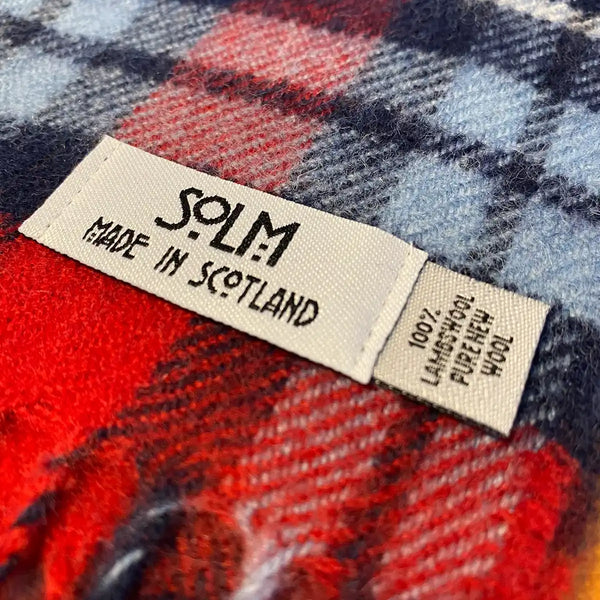 SOLM
MADE IN SCOTLAND
100%
LAMBSWOOL
PURE NEW
WOOL